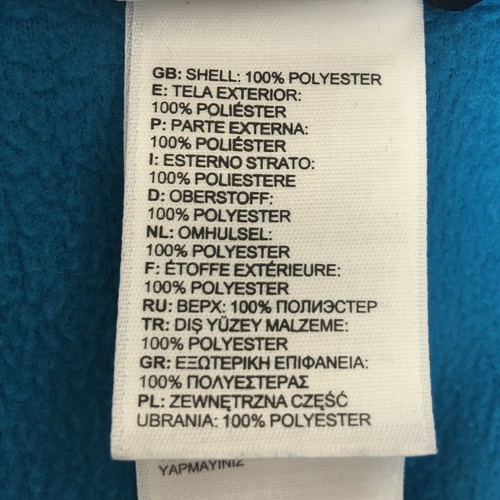 GB: SHELL: 100% POLYESTER
E: TELA EXTERIOR:
100% POLIÉSTER
P: PARTE EXTERNA:
100% POLIÉSTER
I: ESTERNO STRATO:
100% POLIESTERE
D: OBERSTOFF:
100% POLYESTER
NL: OMHULSEL:
100% POLYESTER
F: ÉTOFFE EXTÉRIEURE:
100% POLYESTER
RU: ВЕРХ: 100% ПОЛИЭСТЕР
TR: DIŞ YÜZEY MALZEME:
100% POLYESTER
GR: ΕΞΩΤΕΡΙΚΗ ΕΠΙΦΑΝΕΙΑ:
100% ΠΟΛΥΕΣΤΕΡΑΣ
PL: ZEWNĘTRZNA CZĘŚĆ
UBRANIA: 100% POLYESTER
YAPMAYINIZ